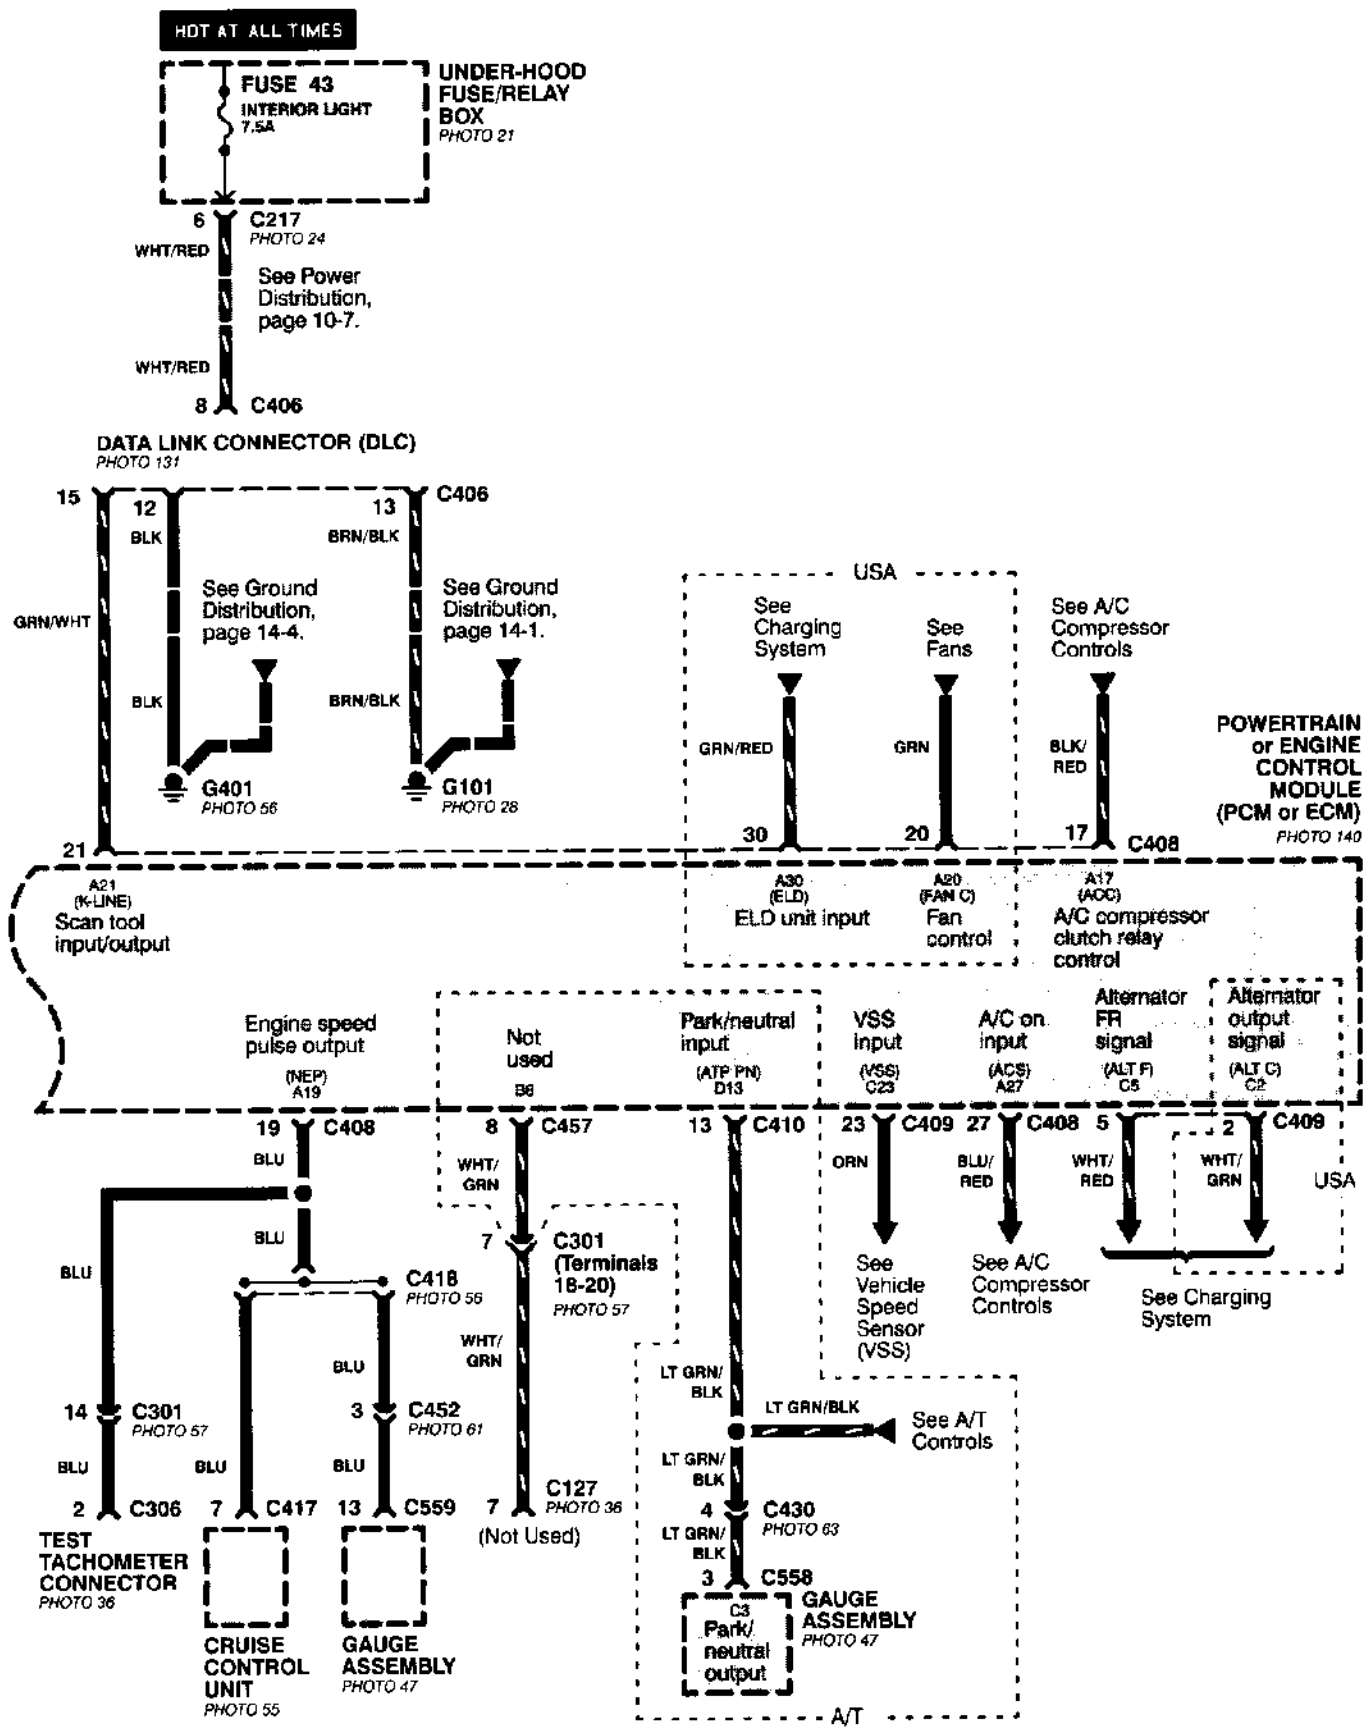 HOT AT ALL TIMES
FUSE 43
INTERIOR LIGHT
7.5A
UNDER-HOOD
FUSE/RELAY
BOX
PHOTO 21
6
C217
PHOTO 24
WHT/RED
See Power
Distribution,
page 10-7.
WHT/RED
8
C406
DATA LINK CONNECTOR (DLC)
PHOTO 131
15
12
13
C406
BLK
BRN/BLK
GRN/WHT
See Ground
Distribution,
page 14-4.
See Ground
Distribution,
page 14-1.
BLK
BRN/BLK
G401
PHOTO 56
G101
PHOTO 28
USA
See
Charging
System
See
Fans
See A/C
Compressor
Controls
GRN/RED
GRN
BLK/
RED
POWERTRAIN
or ENGINE
CONTROL
MODULE
(PCM or ECM)
PHOTO 140
21
30
20
17
C408
A21
(K-LINE)
Scan tool
input/output
A30
(ELD)
ELD unit input
A20
(FAN C)
Fan
control
A17
(ACC)
A/C compressor
clutch relay
control
Engine speed
pulse output
(NEP)
A19
Not
used
B6
Park/neutral
input
(ATP PN)
D13
VSS
input
(VSS)
C23
A/C on
input
(ACS)
A27
Alternator
FR
signal
(ALT F)
C5
Alternator
output
signal
(ALT C)
C2
19
C408
8
C457
13
C410
23
C409
27
C408
5
2
C409
BLU
WHT/
GRN
ORN
BLU/
RED
WHT/
RED
WHT/
GRN
USA
BLU
BLU
7
C301
(Terminals
18-20)
PHOTO 57
See
Vehicle
Speed
Sensor
(VSS)
See A/C
Compressor
Controls
See Charging
System
C418
PHOTO 56
WHT/
GRN
BLU
LT GRN/
BLK
LT GRN/BLK
See A/T
Controls
14
C301
PHOTO 57
3
C452
PHOTO 61
BLU
BLU
BLU
LT GRN/
BLK
2
C306
7
C417
13
C559
7
C127
PHOTO 36
(Not Used)
4
C430
PHOTO 63
LT GRN/
BLK
3
C558
TEST
TACHOMETER
CONNECTOR
PHOTO 36
CRUISE
CONTROL
UNIT
PHOTO 55
GAUGE
ASSEMBLY
PHOTO 47
C3
Park/
neutral
output
GAUGE
ASSEMBLY
PHOTO 47
A/T